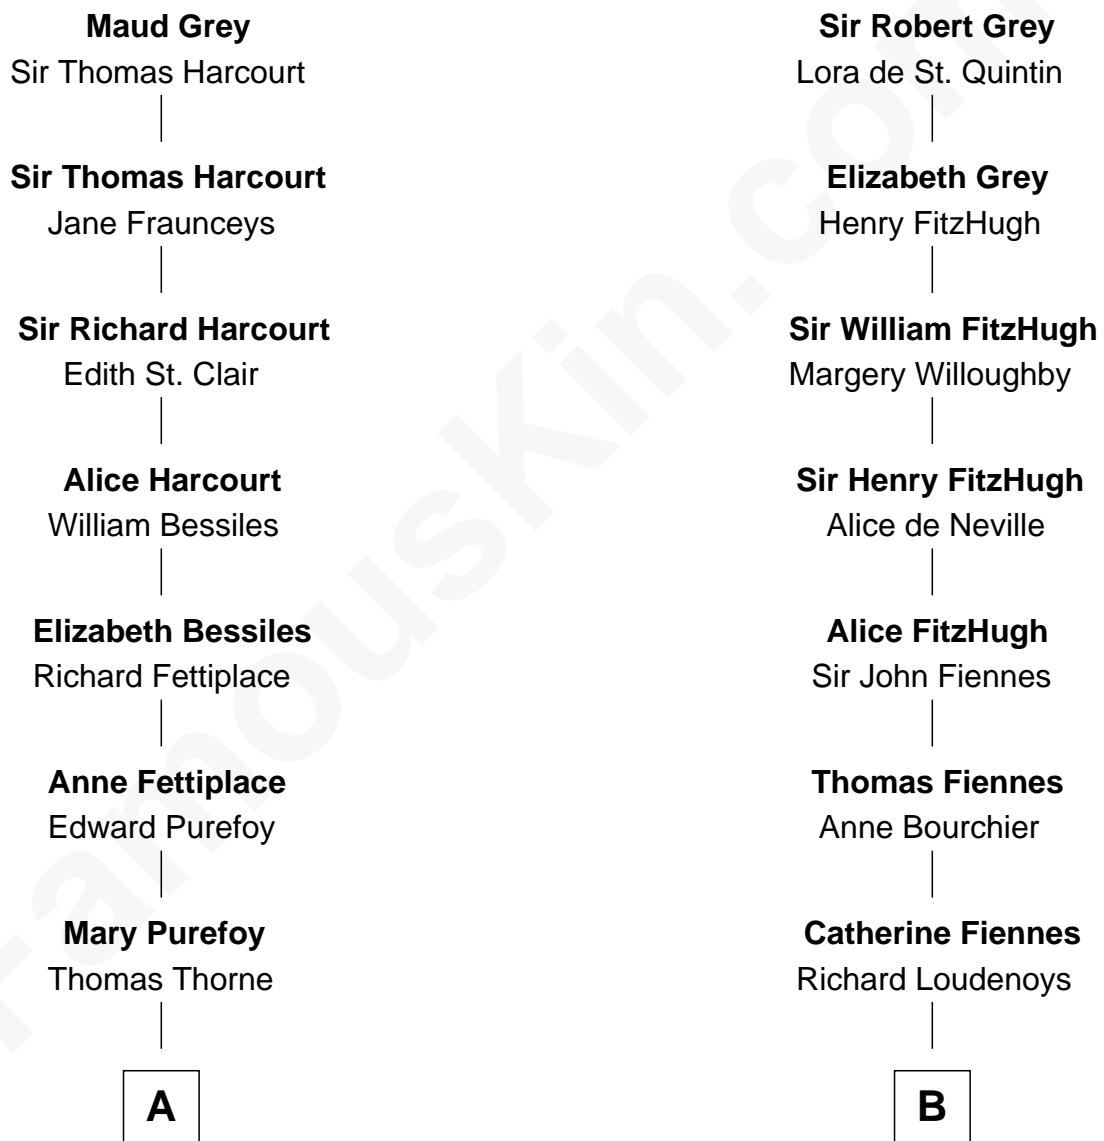 Maud Grey
Sir Thomas Harcourt
Sir Thomas Harcourt
Jane Fraunceys
Sir Richard Harcourt
Edith St. Clair
Alice Harcourt
William Bessiles
Elizabeth Bessiles
Richard Fettiplace
Anne Fettiplace
Edward Purefoy
Mary Purefoy
Thomas Thorne
A
Sir Robert Grey
Lora de St. Quintin
Elizabeth Grey
Henry FitzHugh
Sir William FitzHugh
Margery Willoughby
Sir Henry FitzHugh
Alice de Neville
Alice FitzHugh
Sir John Fiennes
Thomas Fiennes
Anne Bourchier
Catherine Fiennes
Richard Loudenoys
B
FamousKin.com